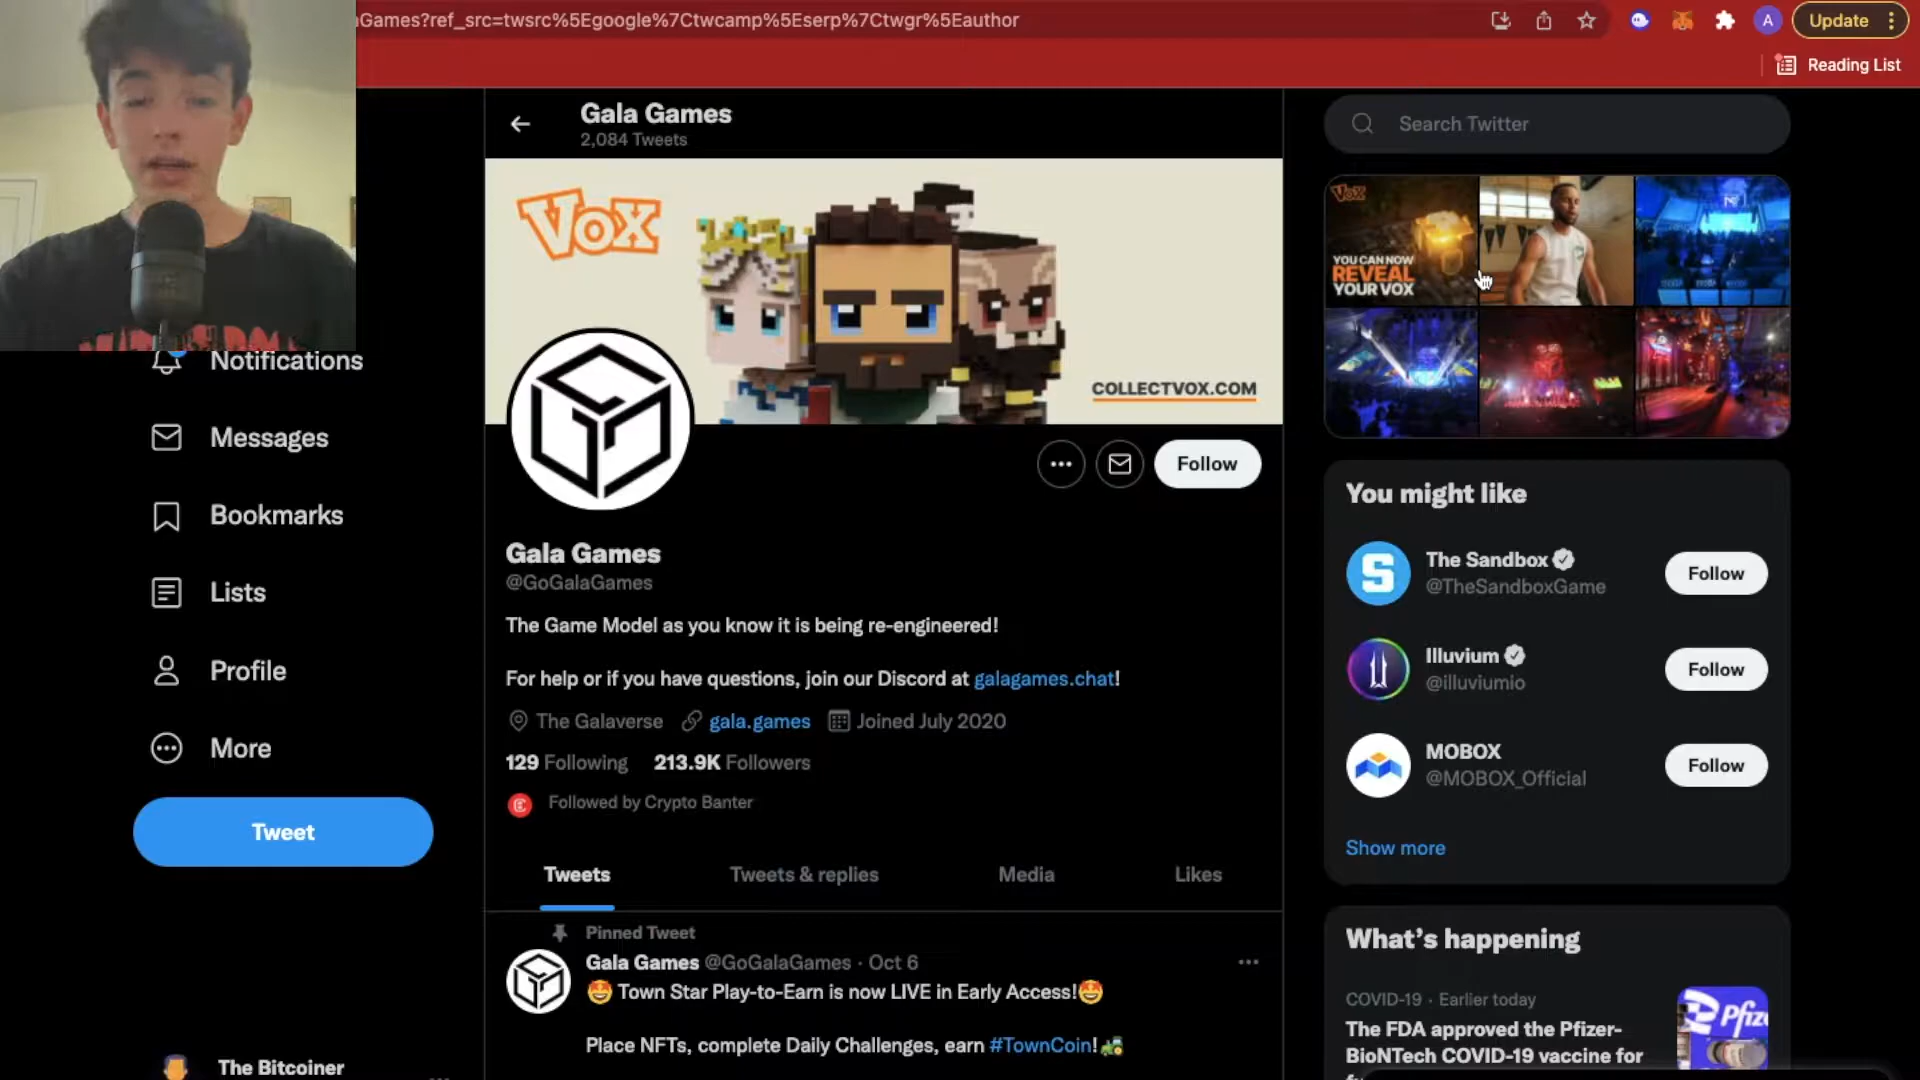 Games?ref_src=twsrc%5Egoogle%7Ctwcamp%5Eserp%7Ctwgr%5Eauthor
A
Update
Reading List
Gala Games
2,084 Tweets
Search Twitter
VOX
COLLECTVOX.COM
VOX
YOU CAN NOW
REVEAL
YOUR VOX
Notifications
Messages
Bookmarks
Lists
Profile
More
Tweet
The Bitcoiner
Follow
Gala Games
@GoGalaGames
The Game Model as you know it is being re-engineered!
For help or if you have questions, join our Discord at galagames.chat!
The Galaverse gala.games Joined July 2020
129 Following 213.9K Followers
Followed by Crypto Banter
Tweets Tweets & replies Media Likes
Pinned Tweet
Gala Games @GoGalaGames · Oct 6
🤩 Town Star Play-to-Earn is now LIVE in Early Access!🤩
Place NFTs, complete Daily Challenges, earn #TownCoin!🚜
You might like
S
The Sandbox
@TheSandboxGame
Follow
Illuvium
@illuviumio
Follow
MOBOX
@MOBOX_Official
Follow
Show more
What's happening
COVID-19 · Earlier today
The FDA approved the Pfizer-
BioNTech COVID-19 vaccine for